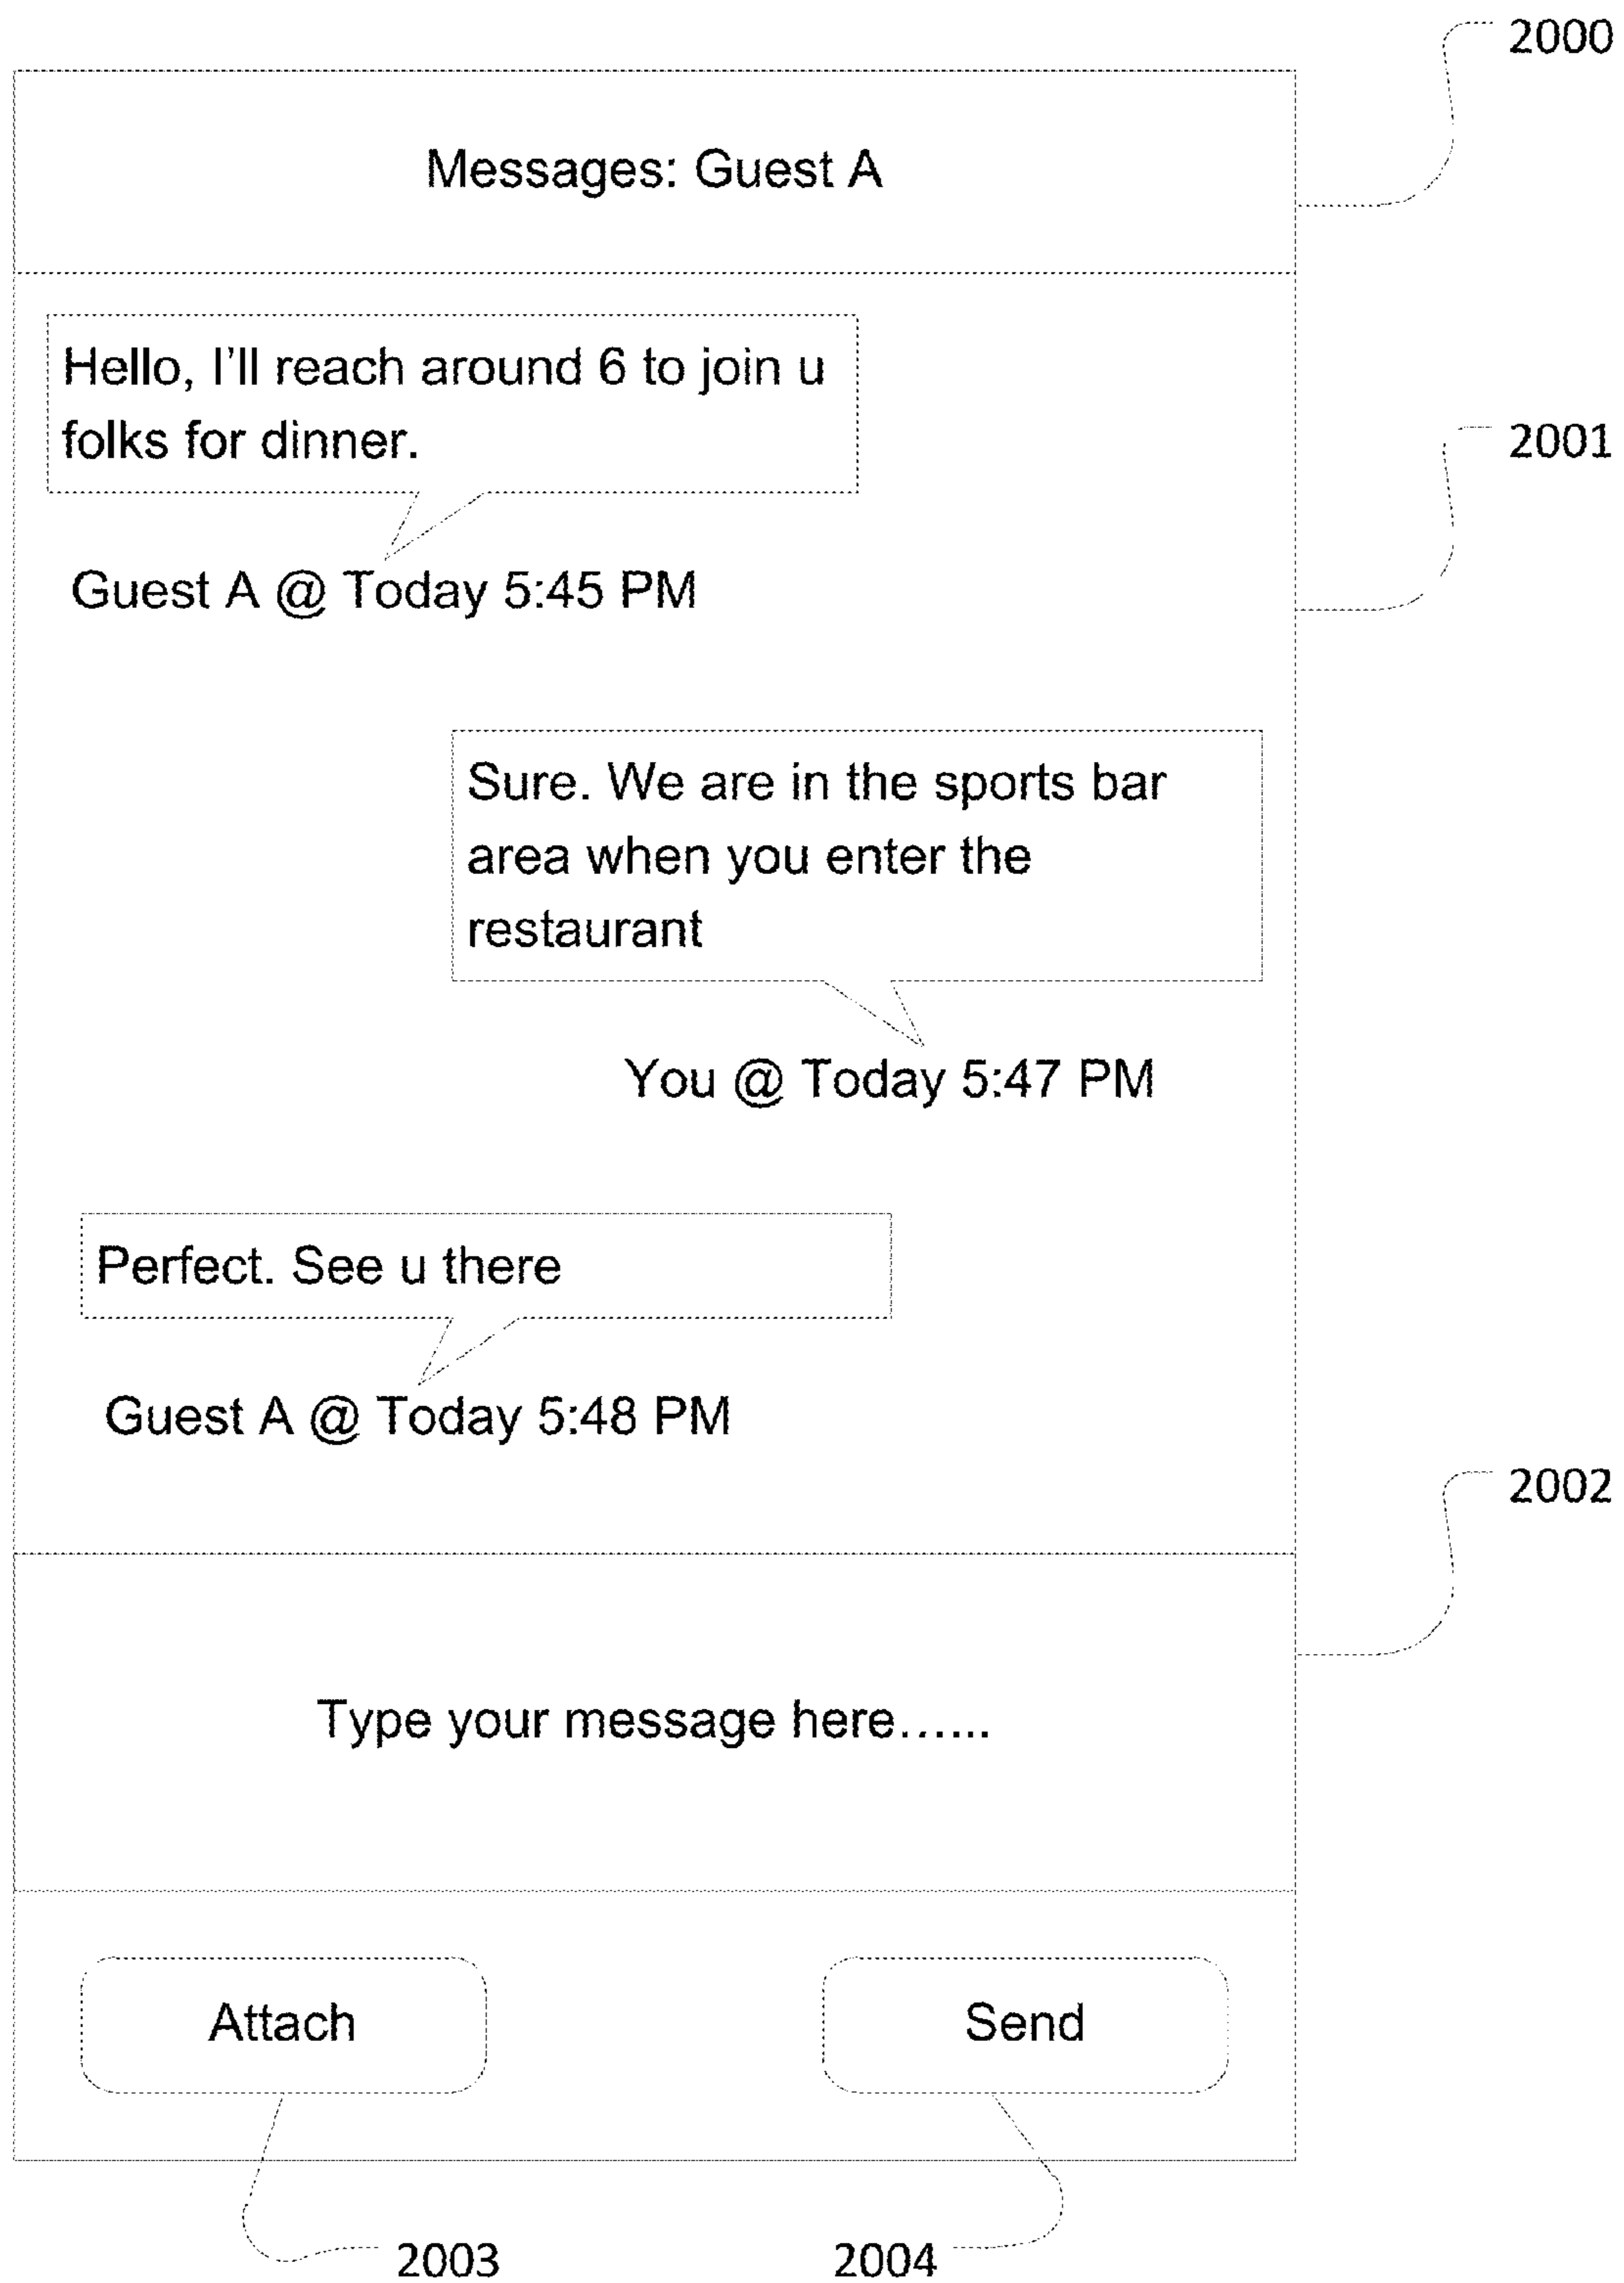 2000
Messages: Guest A
Hello, I'll reach around 6 to join u
folks for dinner.
2001
Guest A @ Today 5:45 PM
Sure. We are in the sports bar
area when you enter the
restaurant
You @ Today 5:47 PM
Perfect. See u there
Guest A @ Today 5:48 PM
2002
Type your message here…...
Attach
Send
2003
2004